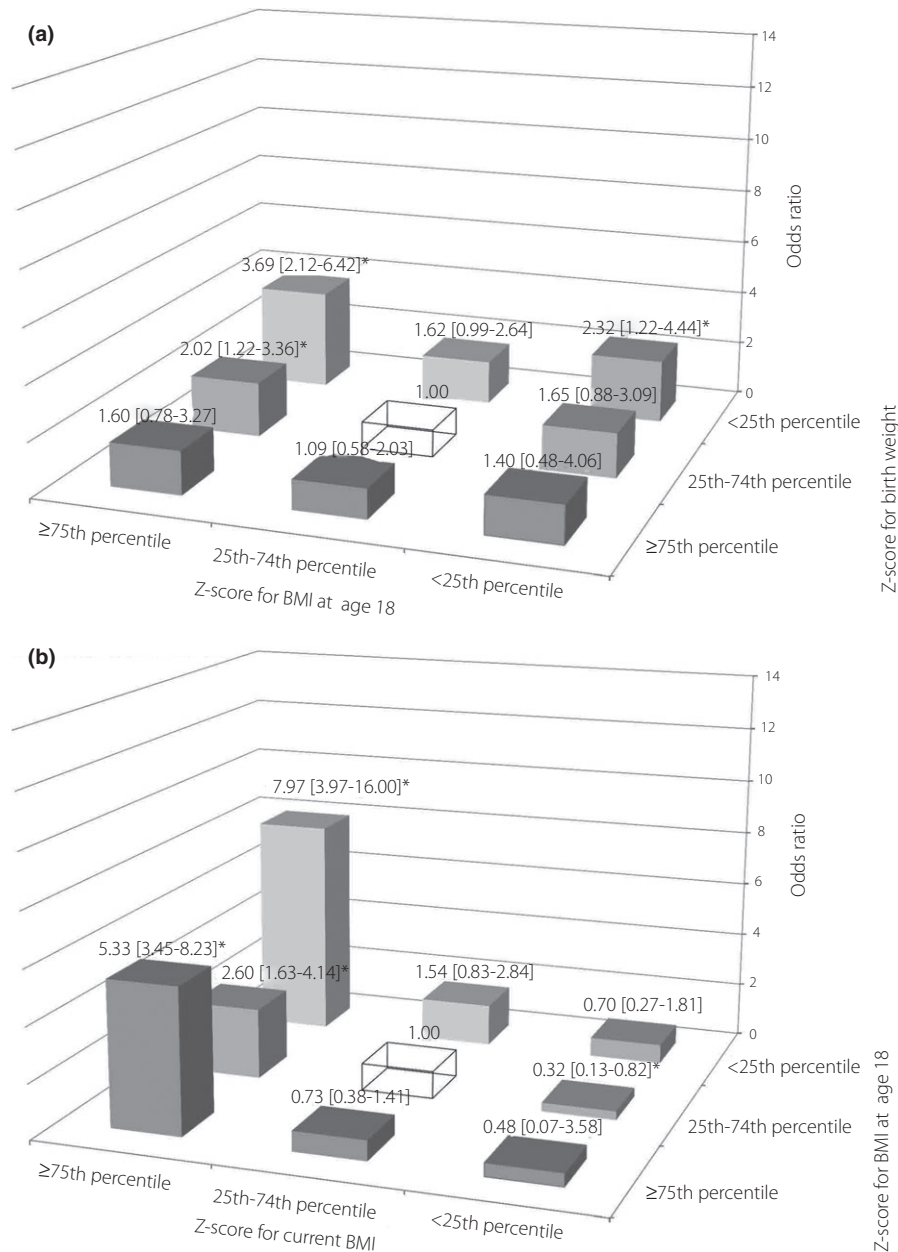 (a)
14
12
10
8
6
4
2
0
Odds ratio
3.69 [2.12-6.42]*
1.62 [0.99-2.64]
2.32 [1.22-4.44]*
2.02 [1.22-3.36]*
1.00
1.65 [0.88-3.09]
1.60 [0.78-3.27]
1.09 [0.58-2.03]
1.40 [0.48-4.06]
<25th percentile
25th-74th percentile
≥75th percentile
Z-score for birth weight
≥75th percentile
25th-74th percentile
<25th percentile
Z-score for BMI at age 18
(b)
14
12
10
8
6
4
2
0
Odds ratio
7.97 [3.97-16.00]*
5.33 [3.45-8.23]*
2.60 [1.63-4.14]*
1.54 [0.83-2.84]
0.70 [0.27-1.81]
1.00
0.32 [0.13-0.82]*
0.73 [0.38-1.41]
0.48 [0.07-3.58]
<25th percentile
25th-74th percentile
≥75th percentile
Z-score for BMI at age 18
≥75th percentile
25th-74th percentile
<25th percentile
Z-score for current BMI